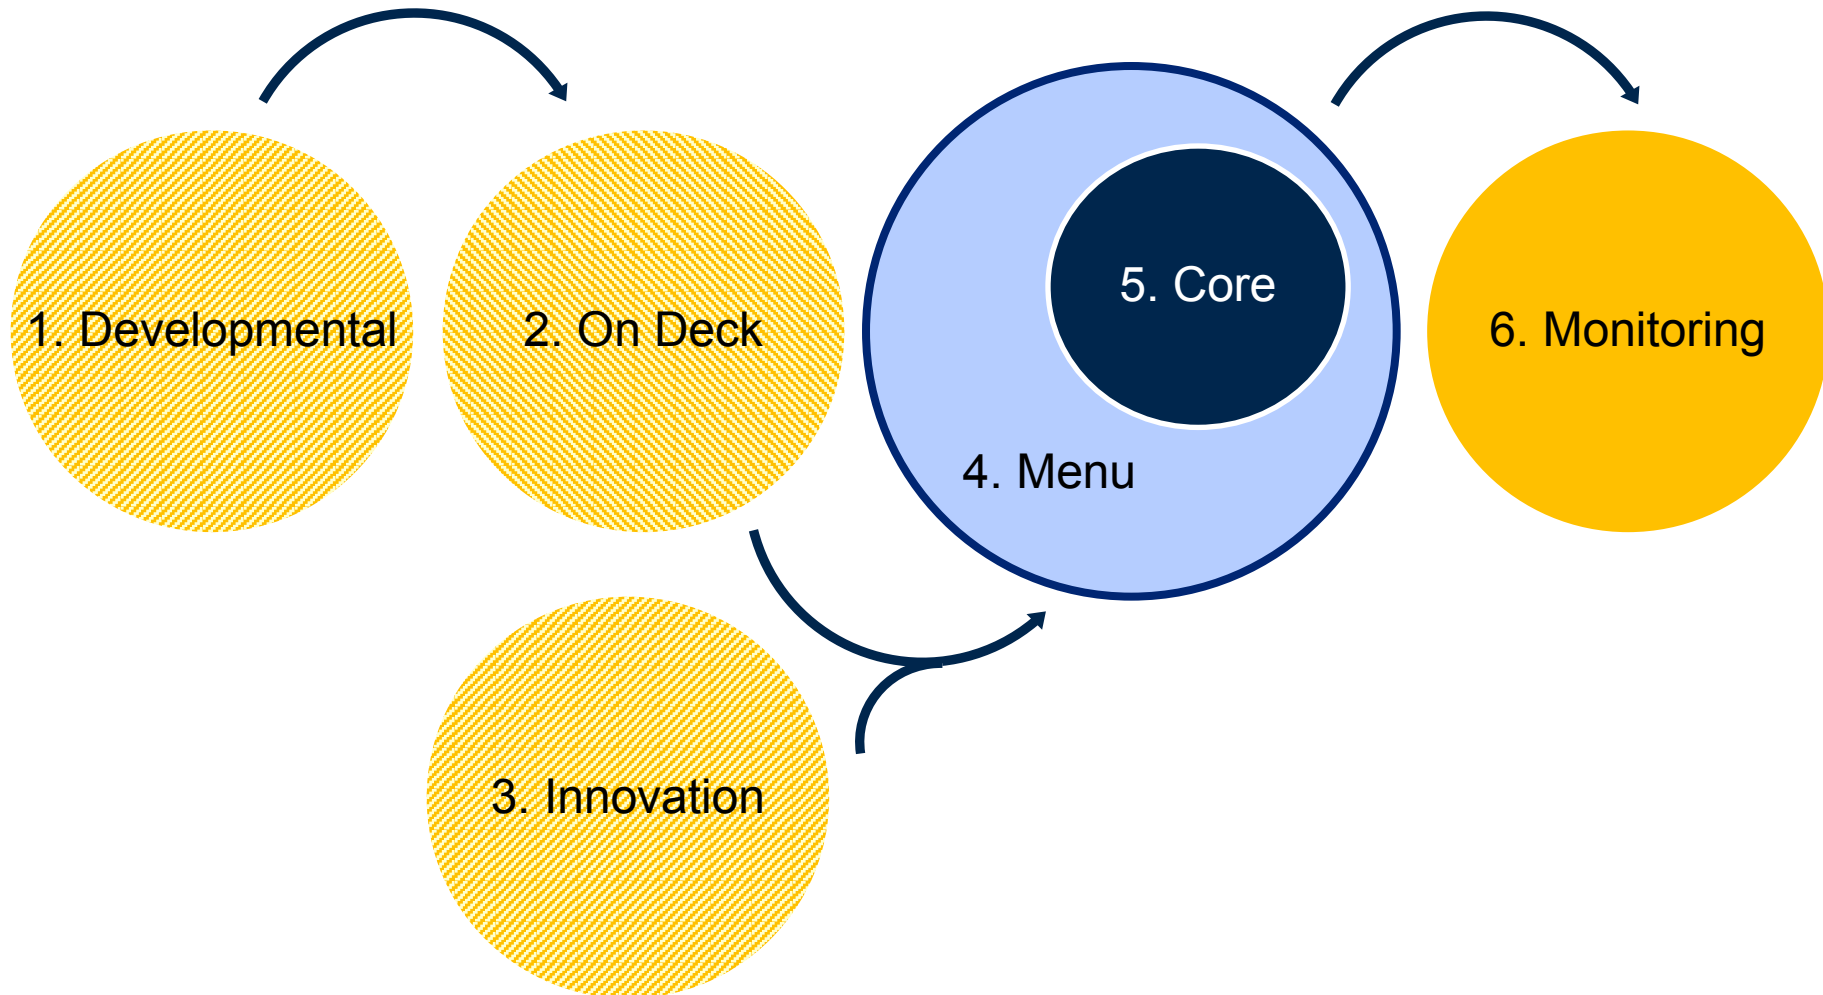 1. Developmental
2. On Deck
3. Innovation
4. Menu
5. Core
6. Monitoring